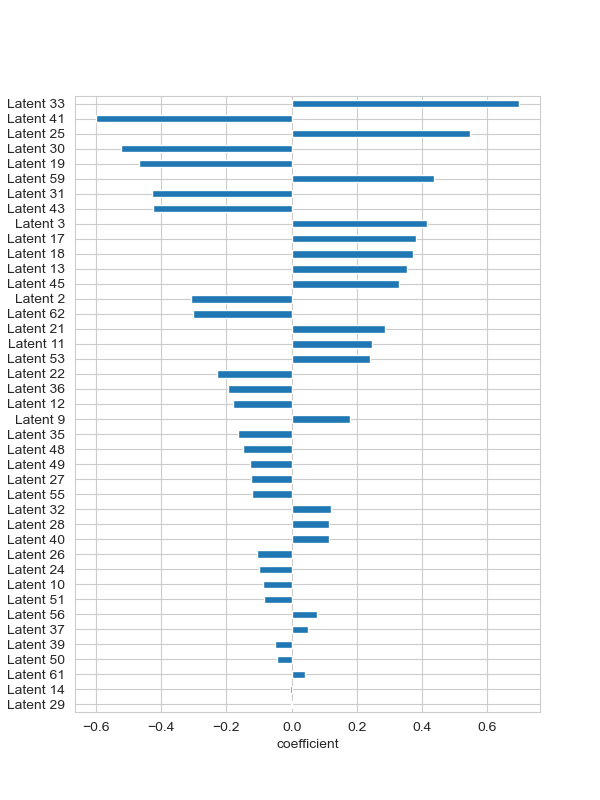 Latent 33
Latent 41
Latent 25
Latent 30
Latent 19
Latent 59
Latent 31
Latent 43
Latent 3
Latent 17
Latent 18
Latent 13
Latent 45
Latent 2
Latent 62
Latent 21
Latent 11
Latent 53
Latent 22
Latent 36
Latent 12
Latent 9
Latent 35
Latent 48
Latent 49
Latent 27
Latent 55
Latent 32
Latent 28
Latent 40
Latent 26
Latent 24
Latent 10
Latent 51
Latent 56
Latent 37
Latent 39
Latent 50
Latent 61
Latent 14
Latent 29
−0.6 −0.4 −0.2 0.0 0.2 0.4 0.6
coefficient